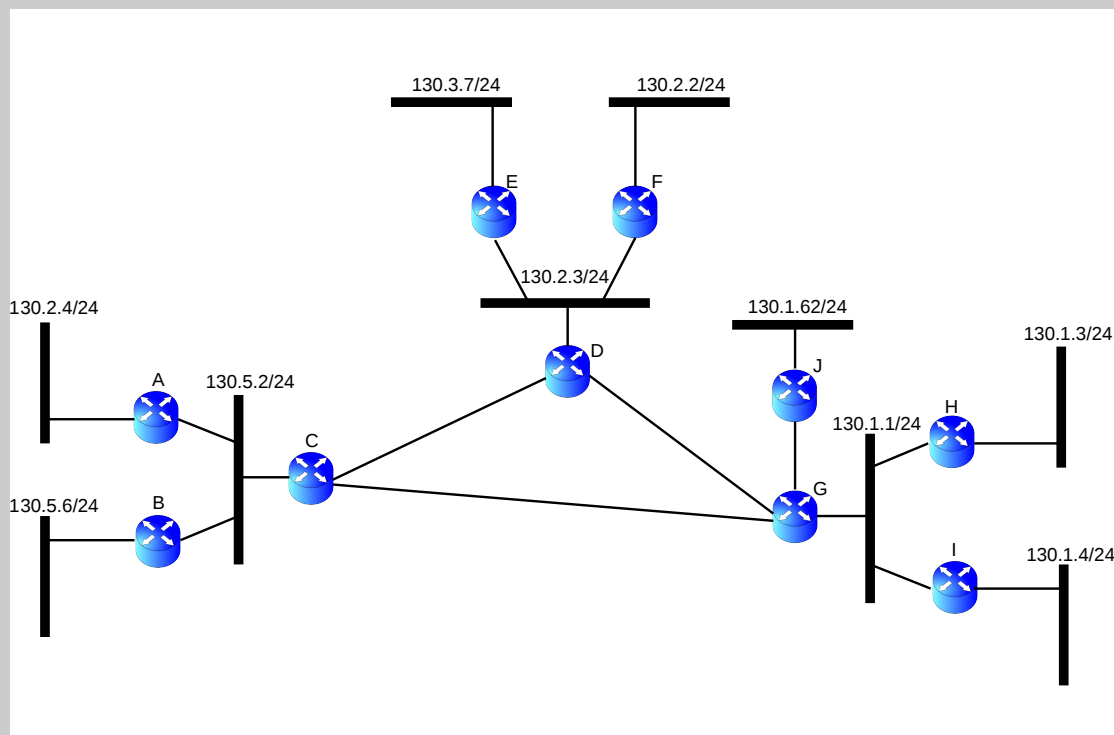 130.3.7/24
130.2.2/24
E
F
130.2.3/24
130.2.4/24
130.1.62/24
130.1.3/24
D
J
A
130.5.2/24
H
130.1.1/24
C
G
130.5.6/24
B
I
130.1.4/24